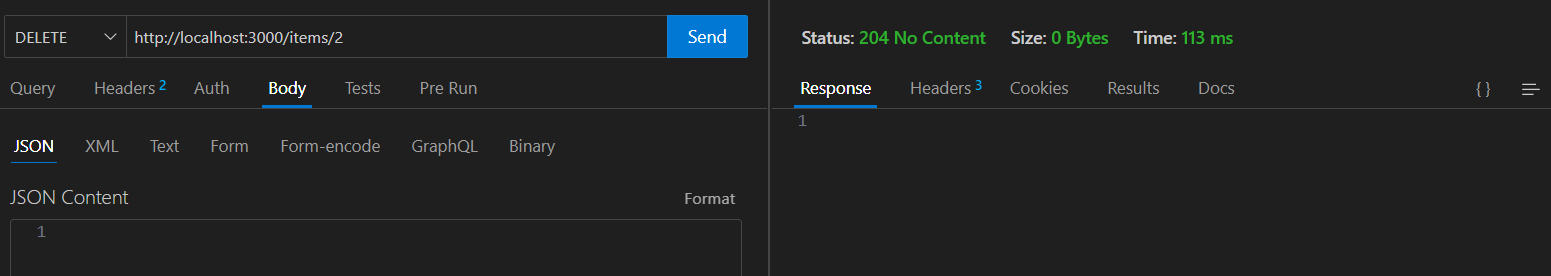 DELETE http://localhost:3000/items/2 Send
Query Headers 2 Auth Body Tests Pre Run
JSON XML Text Form Form-encode GraphQL Binary
JSON Content Format
1
Status: 204 No Content Size: 0 Bytes Time: 113 ms
Response Headers 3 Cookies Results Docs { }
1